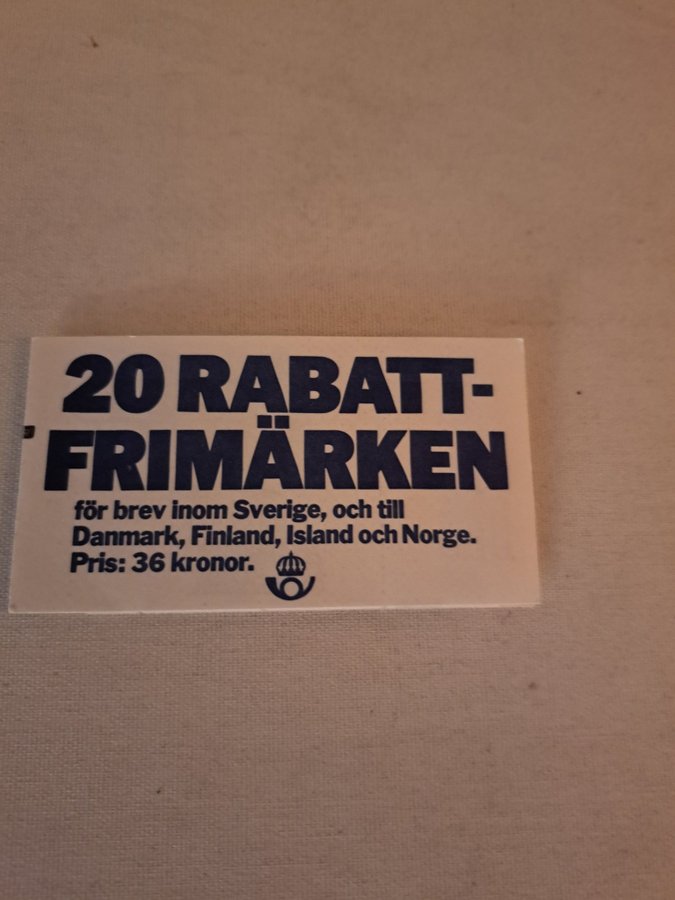 20 RABATT-
FRIMÄRKEN
för brev inom Sverige, och till
Danmark, Finland, Island och Norge.
Pris: 36 kronor.